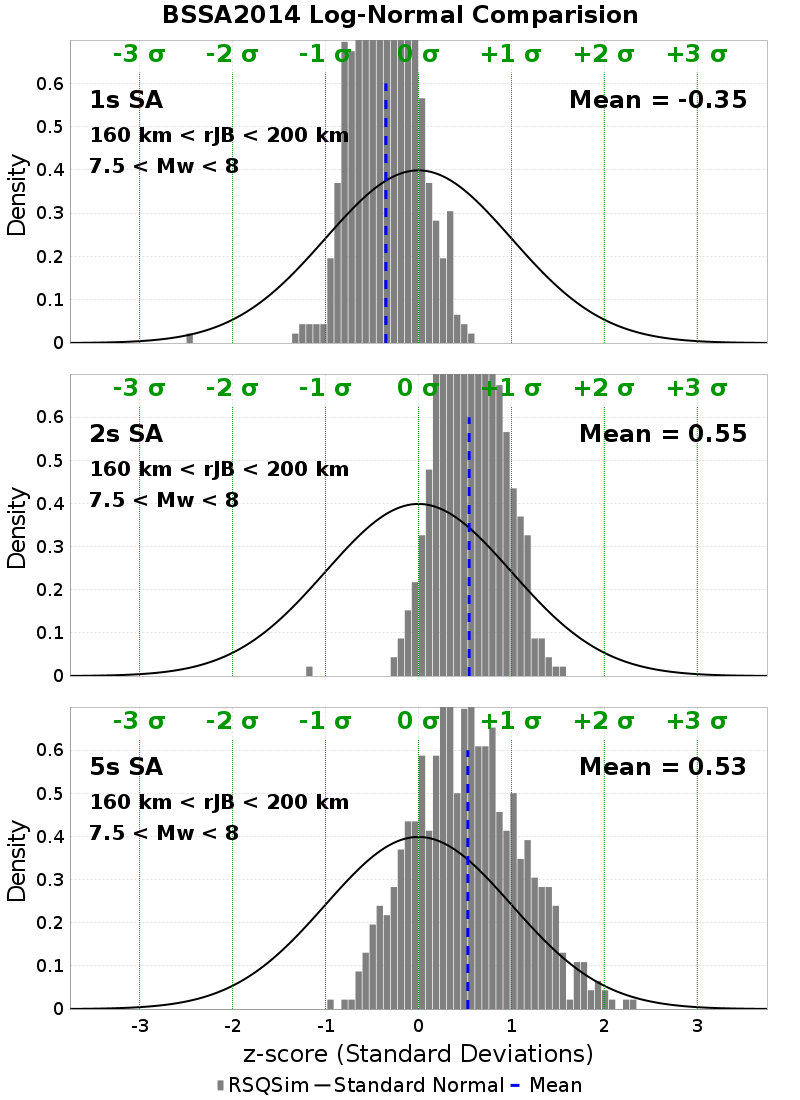 BSSA2014 Log-Normal Comparision
-3 σ -2 σ -1 σ 0 σ +1 σ +2 σ +3 σ
1s SA Mean = -0.35
160 km < rJB < 200 km
7.5 < Mw < 8
Density
0.6
0.5
0.4
0.3
0.2
0.1
0
-3 σ -2 σ -1 σ 0 σ +1 σ +2 σ +3 σ
2s SA Mean = 0.55
160 km < rJB < 200 km
7.5 < Mw < 8
Density
0.6
0.5
0.4
0.3
0.2
0.1
0
-3 σ -2 σ -1 σ 0 σ +1 σ +2 σ +3 σ
5s SA Mean = 0.53
160 km < rJB < 200 km
7.5 < Mw < 8
Density
0.6
0.5
0.4
0.3
0.2
0.1
0
-3 -2 -1 0 1 2 3
z-score (Standard Deviations)
RSQSim Standard Normal Mean